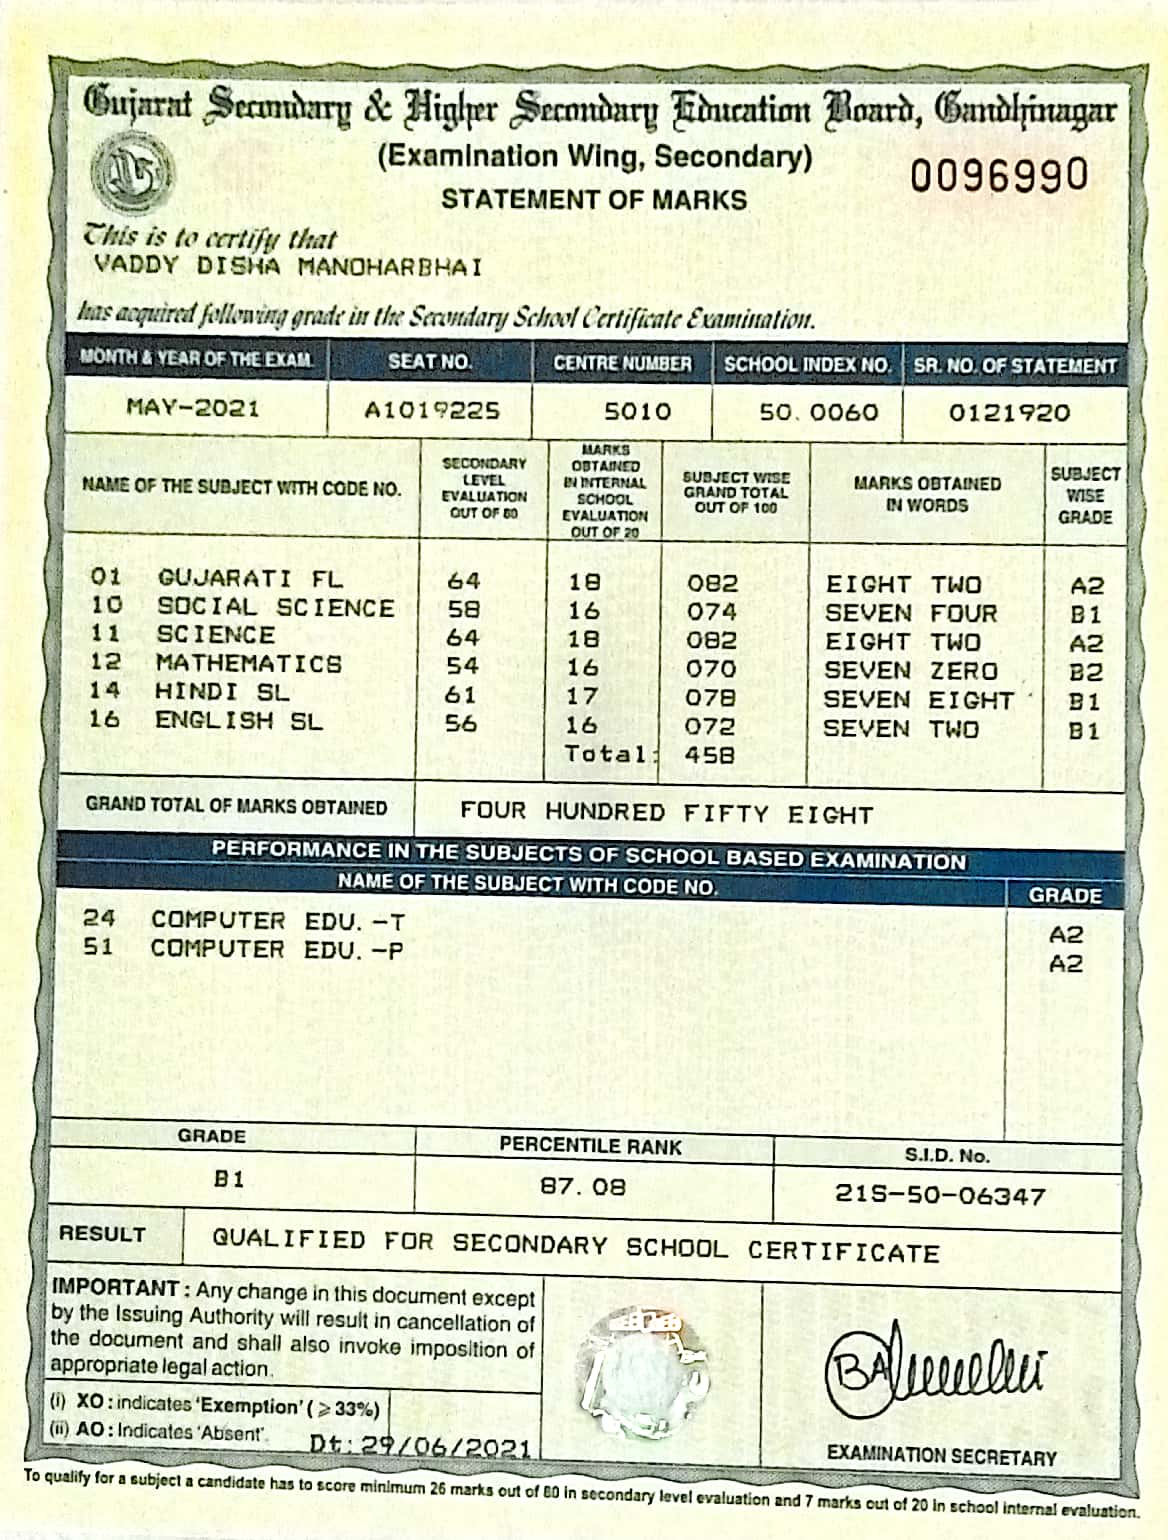 Gujarat Secondary & Higher Secondary Education Board, Gandhinagar
(Examination Wing, Secondary)
0096990
STATEMENT OF MARKS
This is to certify that
VADDY DISHA MANOHARBHAI
has acquired following grade in the Secondary School Certificate Examination.
MONTH & YEAR OF THE EXAM. SEAT NO. CENTRE NUMBER SCHOOL INDEX NO. SR. NO. OF STATEMENT
MAY-2021 A1019225 5010 50.0060 0121920
NAME OF THE SUBJECT WITH CODE NO. SECONDARY LEVEL EVALUATION OUT OF 80 MARKS OBTAINED IN INTERNAL SCHOOL EVALUATION OUT OF 20 SUBJECT WISE GRAND TOTAL OUT OF 100 MARKS OBTAINED IN WORDS SUBJECT WISE GRADE
01 GUJARATI FL 64 18 082 EIGHT TWO A2
10 SOCIAL SCIENCE 58 16 074 SEVEN FOUR B1
11 SCIENCE 64 18 082 EIGHT TWO A2
12 MATHEMATICS 54 16 070 SEVEN ZERO B2
14 HINDI SL 61 17 078 SEVEN EIGHT B1
16 ENGLISH SL 56 16 072 SEVEN TWO B1
Total: 458
GRAND TOTAL OF MARKS OBTAINED FOUR HUNDRED FIFTY EIGHT
PERFORMANCE IN THE SUBJECTS OF SCHOOL BASED EXAMINATION
NAME OF THE SUBJECT WITH CODE NO. GRADE
24 COMPUTER EDU. -T A2
51 COMPUTER EDU. -P A2
GRADE PERCENTILE RANK S.I.D. No.
B1 87.08 21S-50-06347
RESULT QUALIFIED FOR SECONDARY SCHOOL CERTIFICATE
IMPORTANT : Any change in this document except
by the Issuing Authority will result in cancellation of
the document and shall also invoke imposition of
appropriate legal action.
(i) XO : indicates 'Exemption' ( ≥ 33%)
(ii) AO : Indicates 'Absent'.
Dt: 29/06/2021
EXAMINATION SECRETARY
To qualify for a subject a candidate has to score minimum 26 marks out of 80 in secondary level evaluation and 7 marks out of 20 in school internal evaluation.